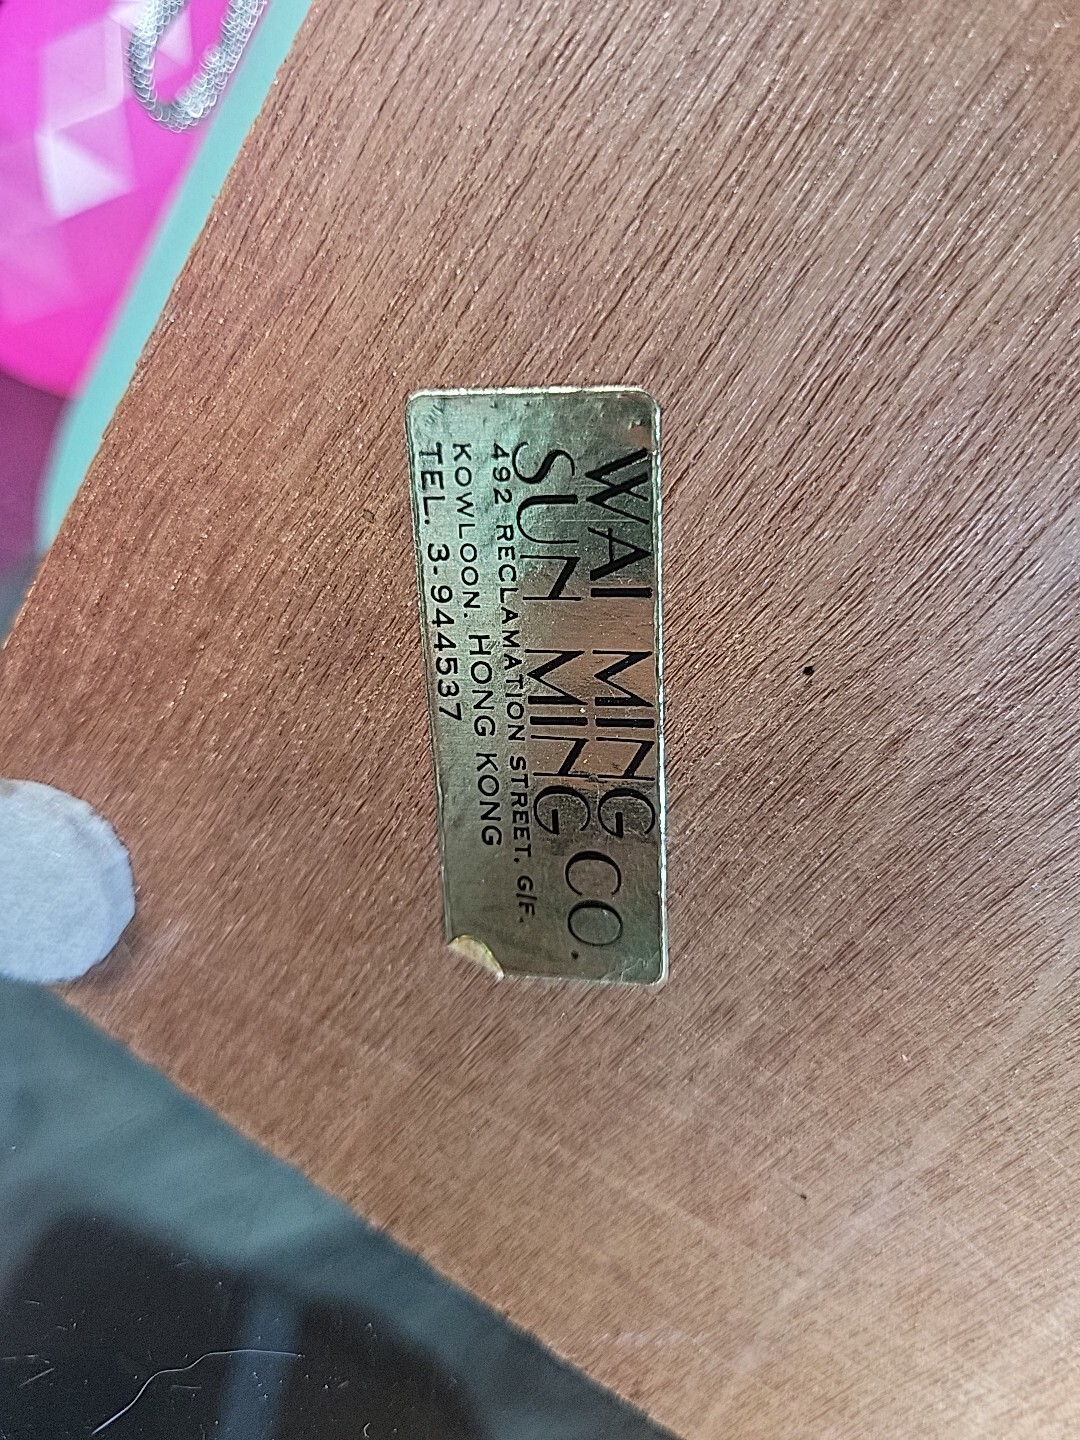 WAI MING
SUN MING CO.
492 RECLAMATION STREET, G/F.
KOWLOON. HONG KONG
TEL. 3-944537